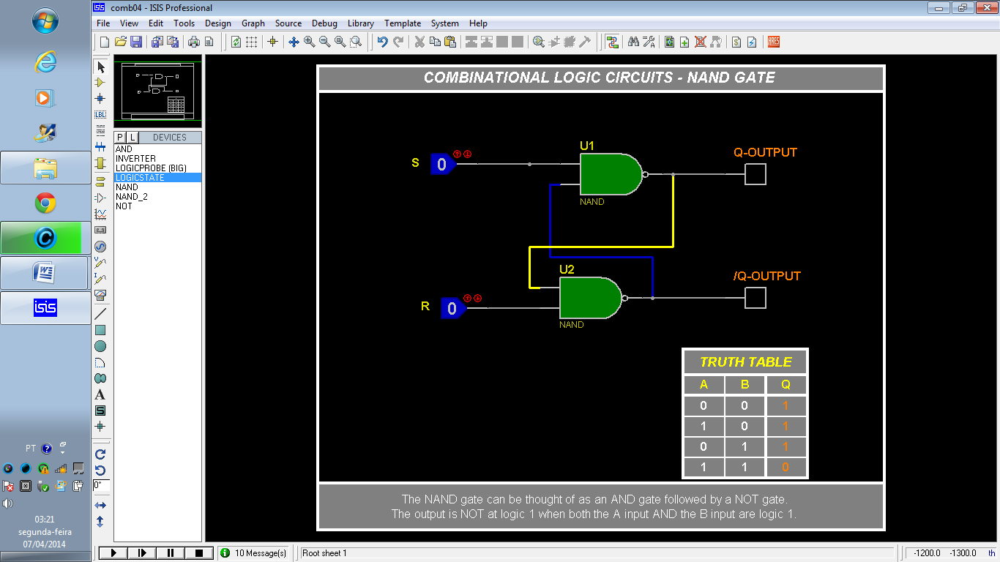 comb04 - ISIS Professional
File View Edit Tools Design Graph Source Debug Library Template System Help
ARES
LBL
P L DEVICES
AND
INVERTER
LOGICPROBE (BIG)
LOGICSTATE
NAND
NAND_2
NOT
COMBINATIONAL LOGIC CIRCUITS - NAND GATE
U1
Q-OUTPUT
S 0
NAND
U2
/Q-OUTPUT
R 0
NAND
TRUTH TABLE
A B Q
0 0 1
1 0 1
0 1 1
1 1 0
The NAND gate can be thought of as an AND gate followed by a NOT gate.
The output is NOT at logic 1 when both the A input AND the B input are logic 1.
isis
A
S
0°
PT
03:21
segunda-feira
07/04/2014
10 Message(s) Root sheet 1 -1200.0 -1300.0 th